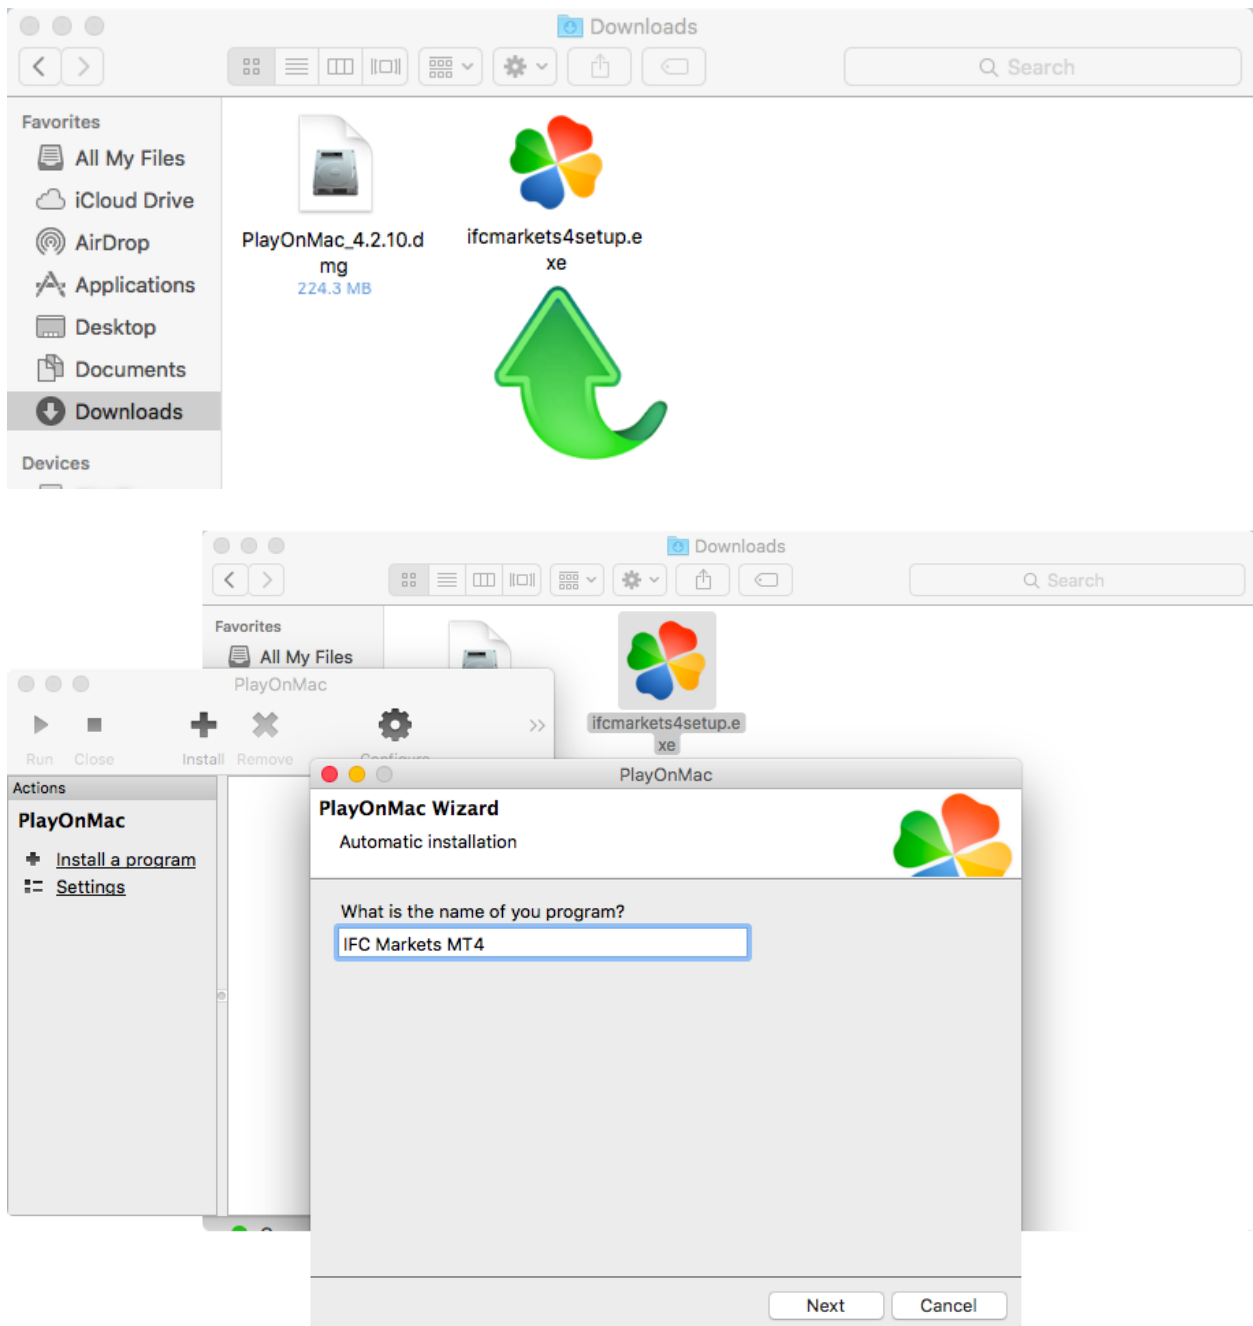 Downloads
Search
Favorites
All My Files
iCloud Drive
AirDrop
Applications
Desktop
Documents
Downloads
Devices
PlayOnMac_4.2.10.d
mg
224.3 MB
ifcmarkets4setup.e
xe
Downloads
Search
Favorites
All My Files
ifcmarkets4setup.e
xe
PlayOnMac
Run Close Install Remove Configure
Actions
PlayOnMac
Install a program
Settings
PlayOnMac
PlayOnMac Wizard
Automatic installation
What is the name of you program?
IFC Markets MT4
Next Cancel